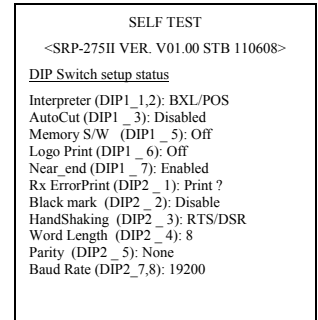 SELF TEST
<SRP-275II VER. V01.00 STB 110608>
DIP Switch setup status
Interpreter (DIP1_1,2): BXL/POS
AutoCut (DIP1 _ 3): Disabled
Memory S/W (DIP1 _ 5): Off
Logo Print (DIP1 _ 6): Off
Near_end (DIP1 _ 7): Enabled
Rx ErrorPrint (DIP2 _ 1): Print ?
Black mark (DIP2 _ 2): Disable
HandShaking (DIP2 _ 3): RTS/DSR
Word Length (DIP2 _ 4): 8
Parity (DIP2 _ 5): None
Baud Rate (DIP2_7,8): 19200